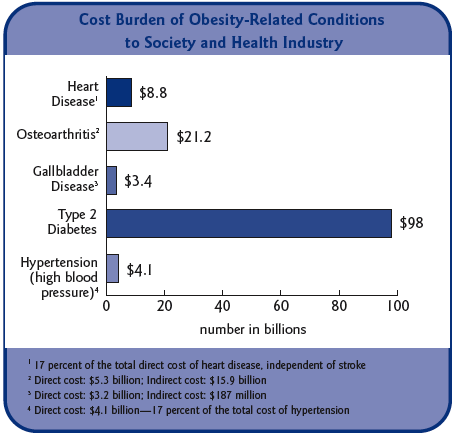 Cost Burden of Obesity-Related Conditions
to Society and Health Industry
Heart
Disease¹
$8.8
Osteoarthritis²
$21.2
Gallbladder
Disease³
$3.4
Type 2
Diabetes
$98
Hypertension
(high blood
pressure)⁴
$4.1
0 20 40 60 80 100
number in billions
¹ 17 percent of the total direct cost of heart disease, independent of stroke
² Direct cost: $5.3 billion; Indirect cost: $15.9 billion
³ Direct cost: $3.2 billion; Indirect cost: $187 million
⁴ Direct cost: $4.1 billion—17 percent of the total cost of hypertension